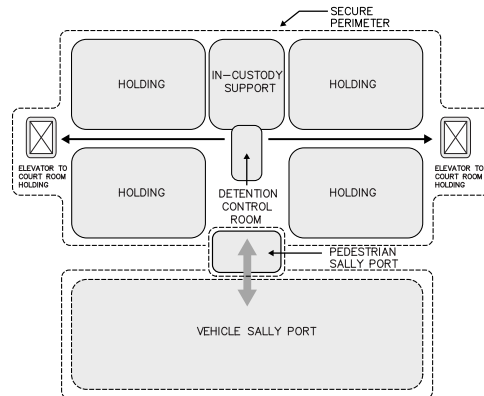 SECURE
PERIMETER
HOLDING
IN-CUSTODY
SUPPORT
HOLDING
ELEVATOR TO
COURT ROOM
HOLDING
ELEVATOR TO
COURT ROOM
HOLDING
HOLDING
DETENTION
CONTROL
ROOM
HOLDING
PEDESTRIAN
SALLY PORT
VEHICLE SALLY PORT